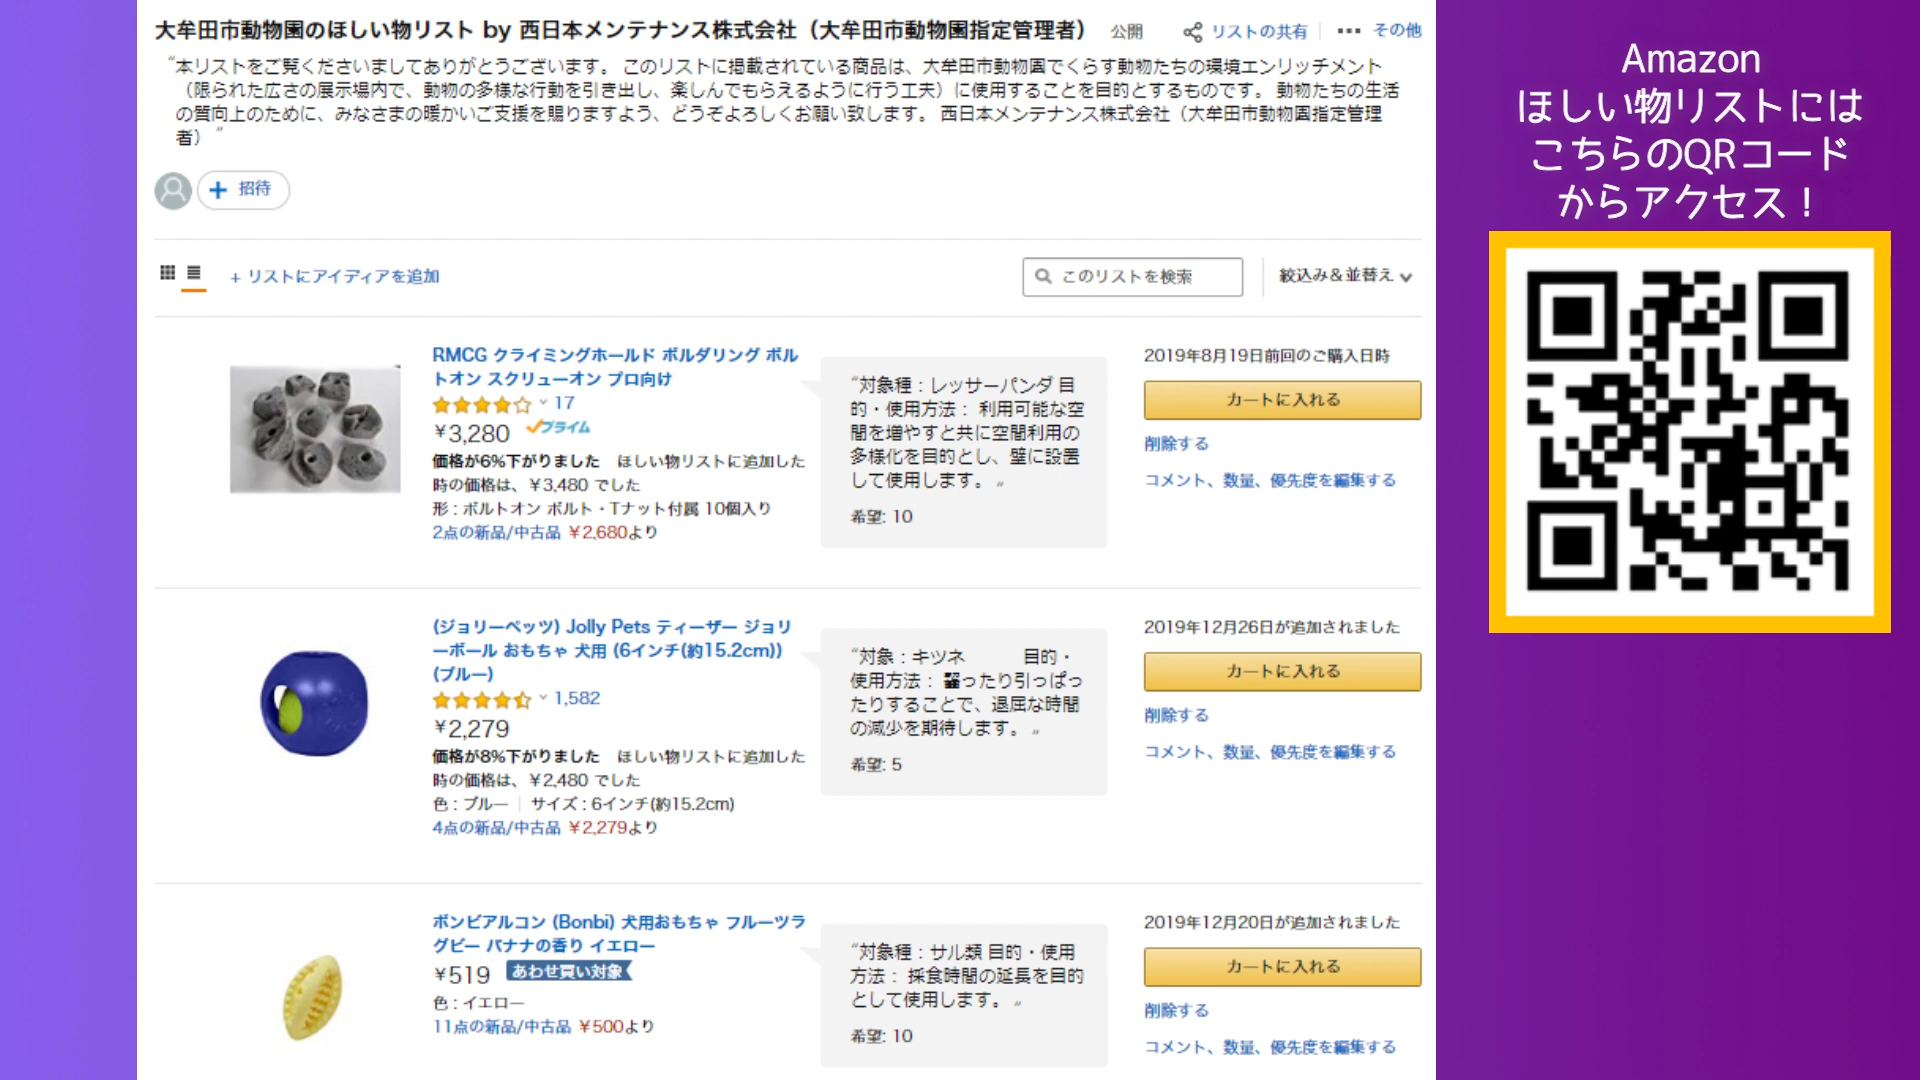 大牟田市動物園のほしい物リスト by 西日本メンテナンス株式会社（大牟田市動物園指定管理者） 公開 リストの共有 その他
“本リストをご覧くださいましてありがとうございます。 このリストに掲載されている商品は、大牟田市動物園でくらす動物たちの環境エンリッチメント
（限られた広さの展示場内で、動物の多様な行動を引き出し、楽しんでもらえるように行う工夫）に使用することを目的とするものです。 動物たちの生活
の質向上のために、みなさまの暖かいご支援を賜りますよう、どうぞよろしくお願い致します。 西日本メンテナンス株式会社（大牟田市動物園指定管理
者） ”
+ 招待
+ リストにアイディアを追加
このリストを検索
絞込み＆並替え
RMCG クライミングホールド ボルダリング ボル
トオン スクリューオン プロ向け
17
￥3,280 プライム
価格が6%下がりました ほしい物リストに追加した
時の価格は、￥3,480 でした
形 : ボルトオン ボルト・Tナット付属 10個入り
2点の新品/中古品 ￥2,680より
“対象種：レッサーパンダ 目
的・使用方法： 利用可能な空
間を増やすと共に空間利用の
多様化を目的とし、壁に設置
して使用します。 ”
希望: 10
2019年8月19日前回のご購入日時
カートに入れる
削除する
コメント、数量、優先度を編集する
(ジョリーペッツ) Jolly Pets ティーザー ジョリ
ーボール おもちゃ 犬用 (6インチ(約15.2cm))
(ブルー)
1,582
￥2,279
価格が8%下がりました ほしい物リストに追加した
時の価格は、￥2,480 でした
色 : ブルー | サイズ : 6インチ(約15.2cm)
4点の新品/中古品 ￥2,279より
“対象：キツネ 目的・
使用方法： ったり引っぱっ
たりすることで、退屈な時間
の減少を期待します。 ”
希望: 5
2019年12月26日が追加されました
カートに入れる
削除する
コメント、数量、優先度を編集する
ボンビアルコン (Bonbi) 犬用おもちゃ フルーツラ
グビー バナナの香り イエロー
￥519 あわせ買い対象
色 : イエロー
11点の新品/中古品 ￥500より
“対象種：サル類 目的・使用
方法： 採食時間の延長を目的
として使用します。 ”
希望: 10
2019年12月20日が追加されました
カートに入れる
削除する
コメント、数量、優先度を編集する
Amazon
ほしい物リストには
こちらのQRコード
からアクセス！